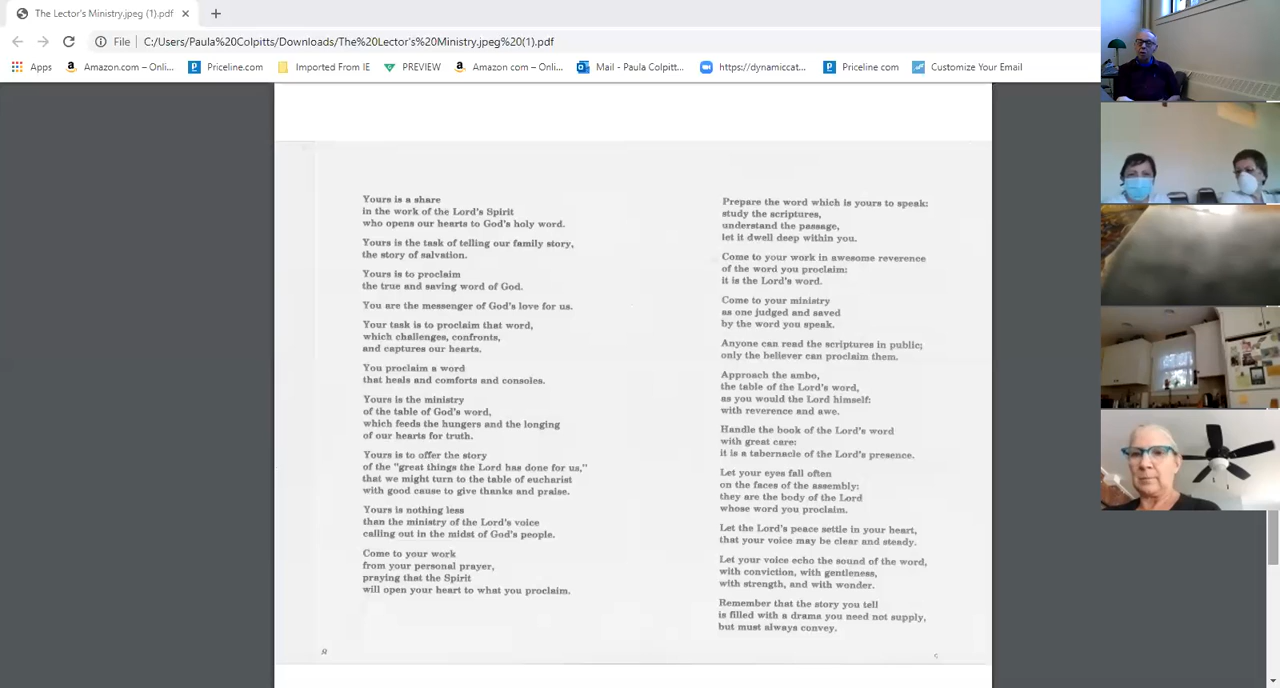 The Lector's Ministry.jpeg (1).pdf
File
C:/Users/Paula%20Colpitts/Downloads/The%20Lector's%20Ministry.jpeg%20(1).pdf
Apps
Amazon.com – Onli...
Priceline.com
Imported From IE
PREVIEW
Amazon com – Onli...
Mail - Paula Colpitt...
https://dynamiccat...
Priceline com
Customize Your Email
Yours is a share
in the work of the Lord's Spirit
who opens our hearts to God's holy word.
Yours is the task of telling our family story,
the story of salvation.
Yours is to proclaim
the true and saving word of God.
You are the messenger of God's love for us.
Your task is to proclaim that word,
which challenges, confronts,
and captures our hearts.
You proclaim a word
that heals and comforts and consoles.
Yours is the ministry
of the table of God's word,
which feeds the hungers and the longing
of our hearts for truth.
Yours is to offer the story
of the "great things the Lord has done for us,"
that we might turn to the table of eucharist
with good cause to give thanks and praise.
Yours is nothing less
than the ministry of the Lord's voice
calling out in the midst of God's people.
Come to your work
from your personal prayer,
praying that the Spirit
will open your heart to what you proclaim.
Prepare the word which is yours to speak:
study the scriptures,
understand the passage,
let it dwell deep within you.
Come to your work in awesome reverence
of the word you proclaim:
it is the Lord's word.
Come to your ministry
as one judged and saved
by the word you speak.
Anyone can read the scriptures in public;
only the believer can proclaim them.
Approach the ambo,
the table of the Lord's word,
as you would the Lord himself:
with reverence and awe.
Handle the book of the Lord's word
with great care:
it is a tabernacle of the Lord's presence.
Let your eyes fall often
on the faces of the assembly:
they are the body of the Lord
whose word you proclaim.
Let the Lord's peace settle in your heart,
that your voice may be clear and steady.
Let your voice echo the sound of the word,
with conviction, with gentleness,
with strength, and with wonder.
Remember that the story you tell
is filled with a drama you need not supply,
but must always convey.